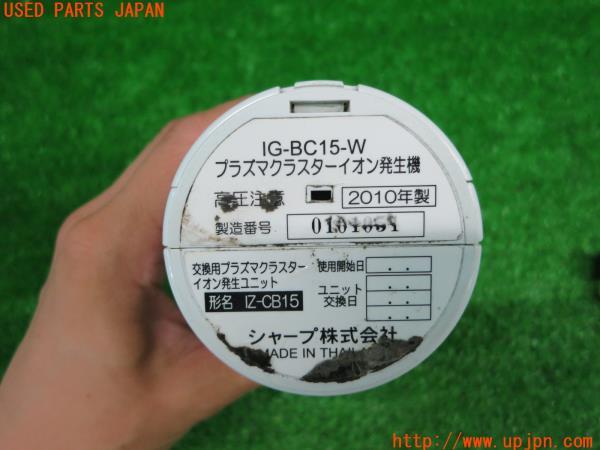 USED PARTS JAPAN
IG-BC15-W
プラズマクラスターイオン発生機
高圧注意
2010年製
製造番号
交換用プラズマクラスター
イオン発生ユニット
形名 IZ-CB15
使用開始日
ユニット
交換日
シャープ株式会社
MADE IN
http://www.upjpn.com